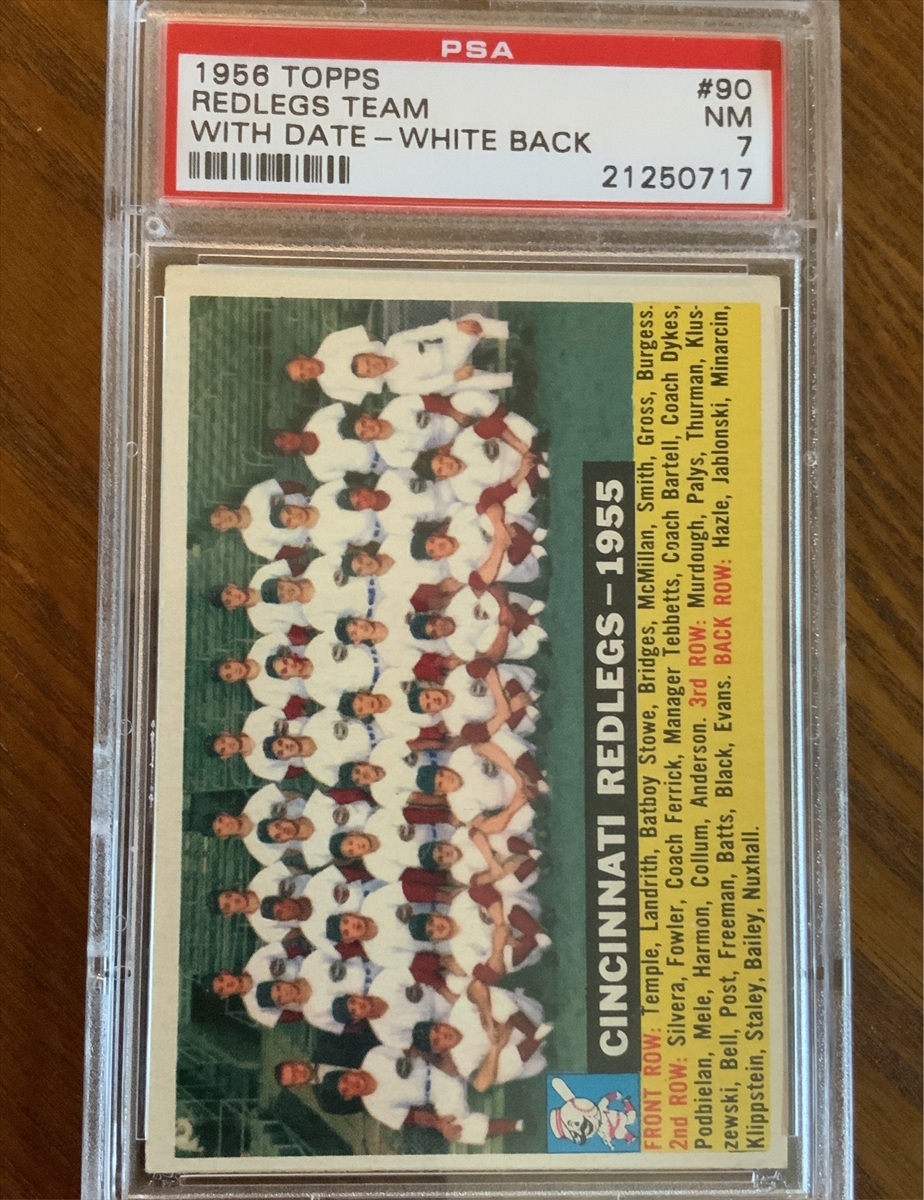 PSA
1956 TOPPS #90
REDLEGS TEAM NM
WITH DATE – WHITE BACK 7
21250717
CINCINNATI REDLEGS – 1955
FRONT ROW: Temple, Landrith, Batboy Stowe, Bridges, McMillan, Smith, Gross, Burgess.
2nd ROW: Silvera, Fowler, Coach Ferrick, Manager Tebbetts, Coach Bartell, Coach Dykes,
Podbielan, Mele, Harmon, Collum, Anderson. 3rd ROW: Murdough, Palys, Thurman, Klus-
zewski, Bell, Post, Freeman, Batts, Black, Evans. BACK ROW: Hazle, Jablonski, Minarcin,
Klippstein, Staley, Bailey, Nuxhall.